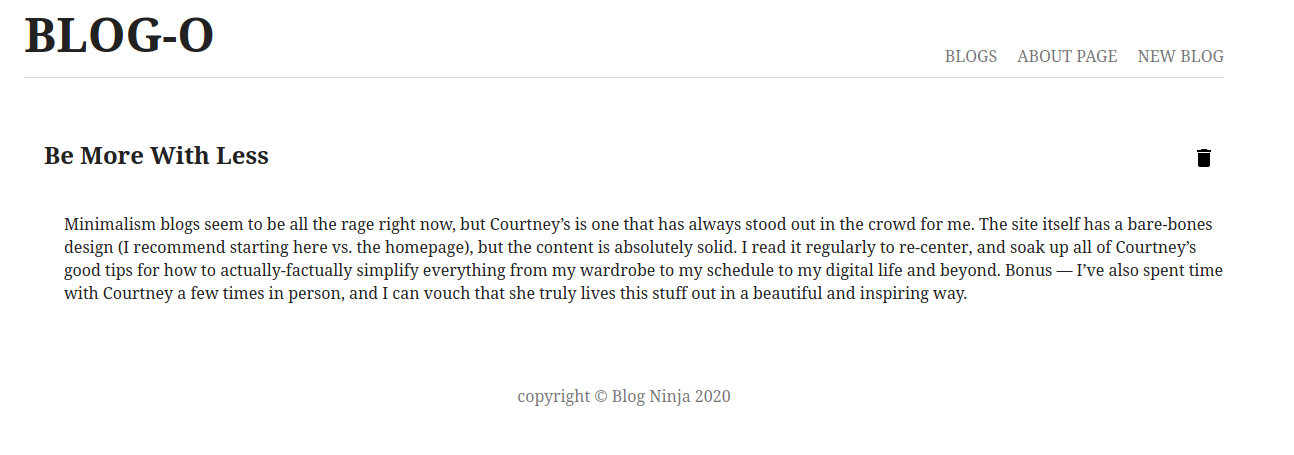 BLOG-O
BLOGS ABOUT PAGE NEW BLOG
Be More With Less
Minimalism blogs seem to be all the rage right now, but Courtney’s is one that has always stood out in the crowd for me. The site itself has a bare-bones
design (I recommend starting here vs. the homepage), but the content is absolutely solid. I read it regularly to re-center, and soak up all of Courtney’s
good tips for how to actually-factually simplify everything from my wardrobe to my schedule to my digital life and beyond. Bonus — I’ve also spent time
with Courtney a few times in person, and I can vouch that she truly lives this stuff out in a beautiful and inspiring way.
copyright © Blog Ninja 2020